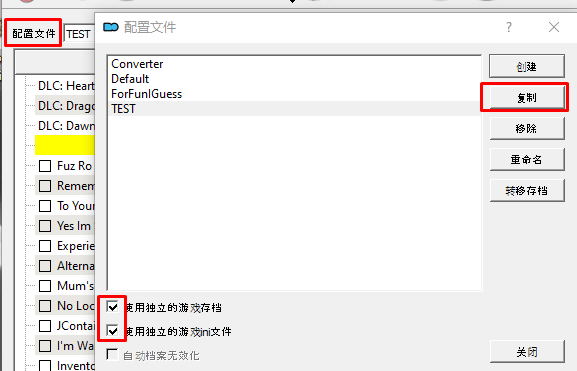 配置文件
TEST
配置文件
?
Converter
Default
ForFunIGuess
TEST
创建
复制
移除
重命名
转移存档
DLC: Heart
DLC: Drago
DLC: Dawn
Fuz Ro
Remem
To Your
Yes Im
Experie
Alterna
Mum's
No Loc
JContai
I'm Wa
Invento
使用独立的游戏存档
使用独立的游戏ini文件
自动档案无效化
关闭